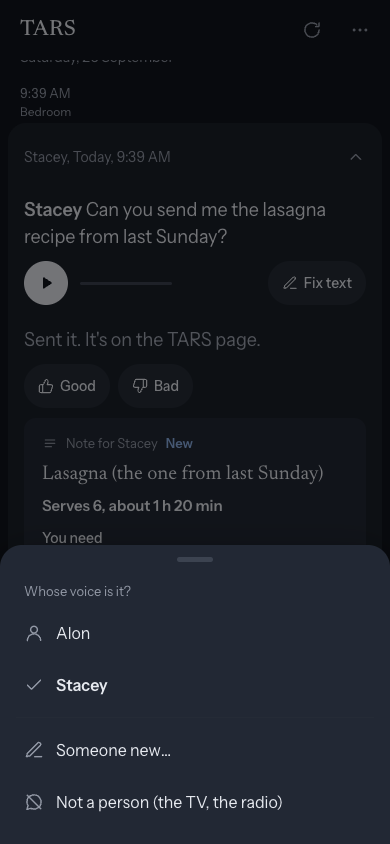 TARS
Saturday, 26 September
9:39 AM
Bedroom
Stacey, Today, 9:39 AM
Stacey Can you send me the lasagna
recipe from last Sunday?
Fix text
Sent it. It's on the TARS page.
Good
Bad
Note for Stacey New
Lasagna (the one from last Sunday)
Serves 6, about 1 h 20 min
You need
Whose voice is it?
Alon
Stacey
Someone new...
Not a person (the TV, the radio)